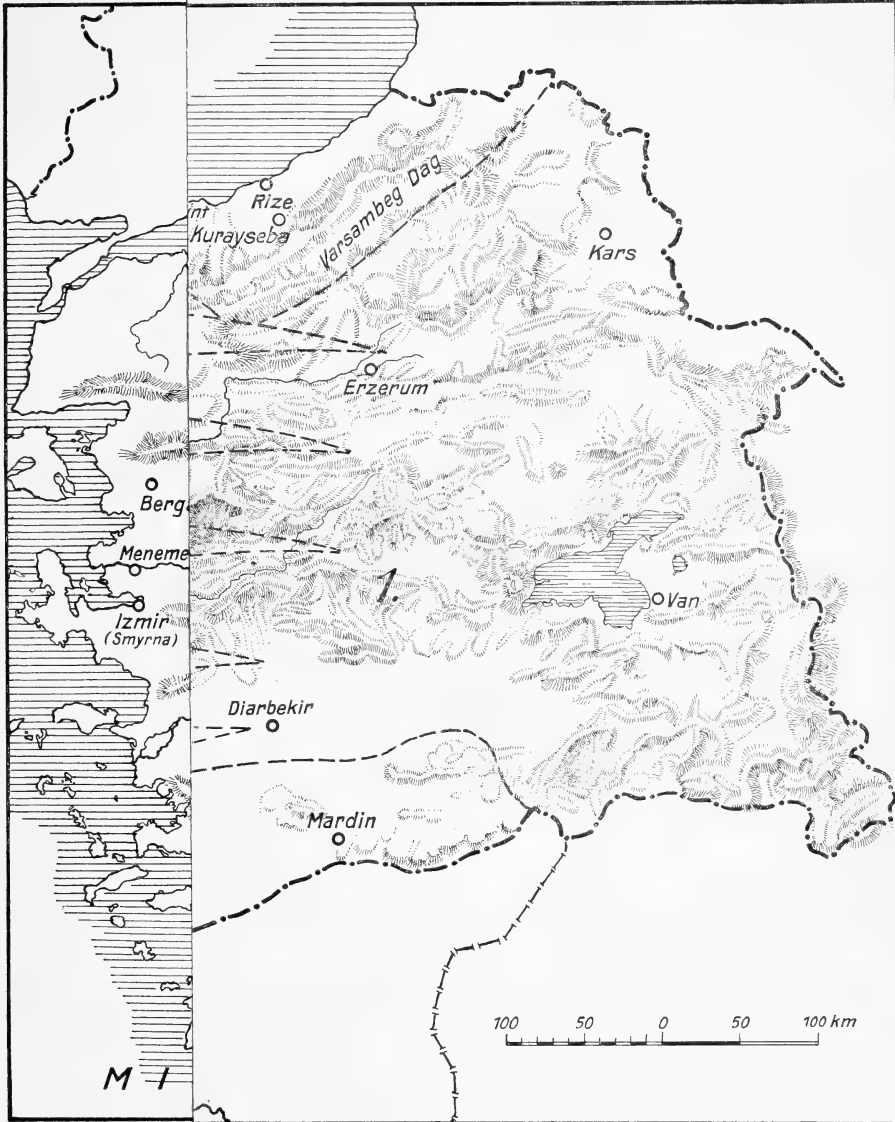 Rize
nt
Kurayseba
Varsambeg Dag
Kars
Erzerum
Berg
Meneme
1.
Izmir
(Smyrna)
Van
Diarbekir
Mardin
100 50 0 50 100 km
M I